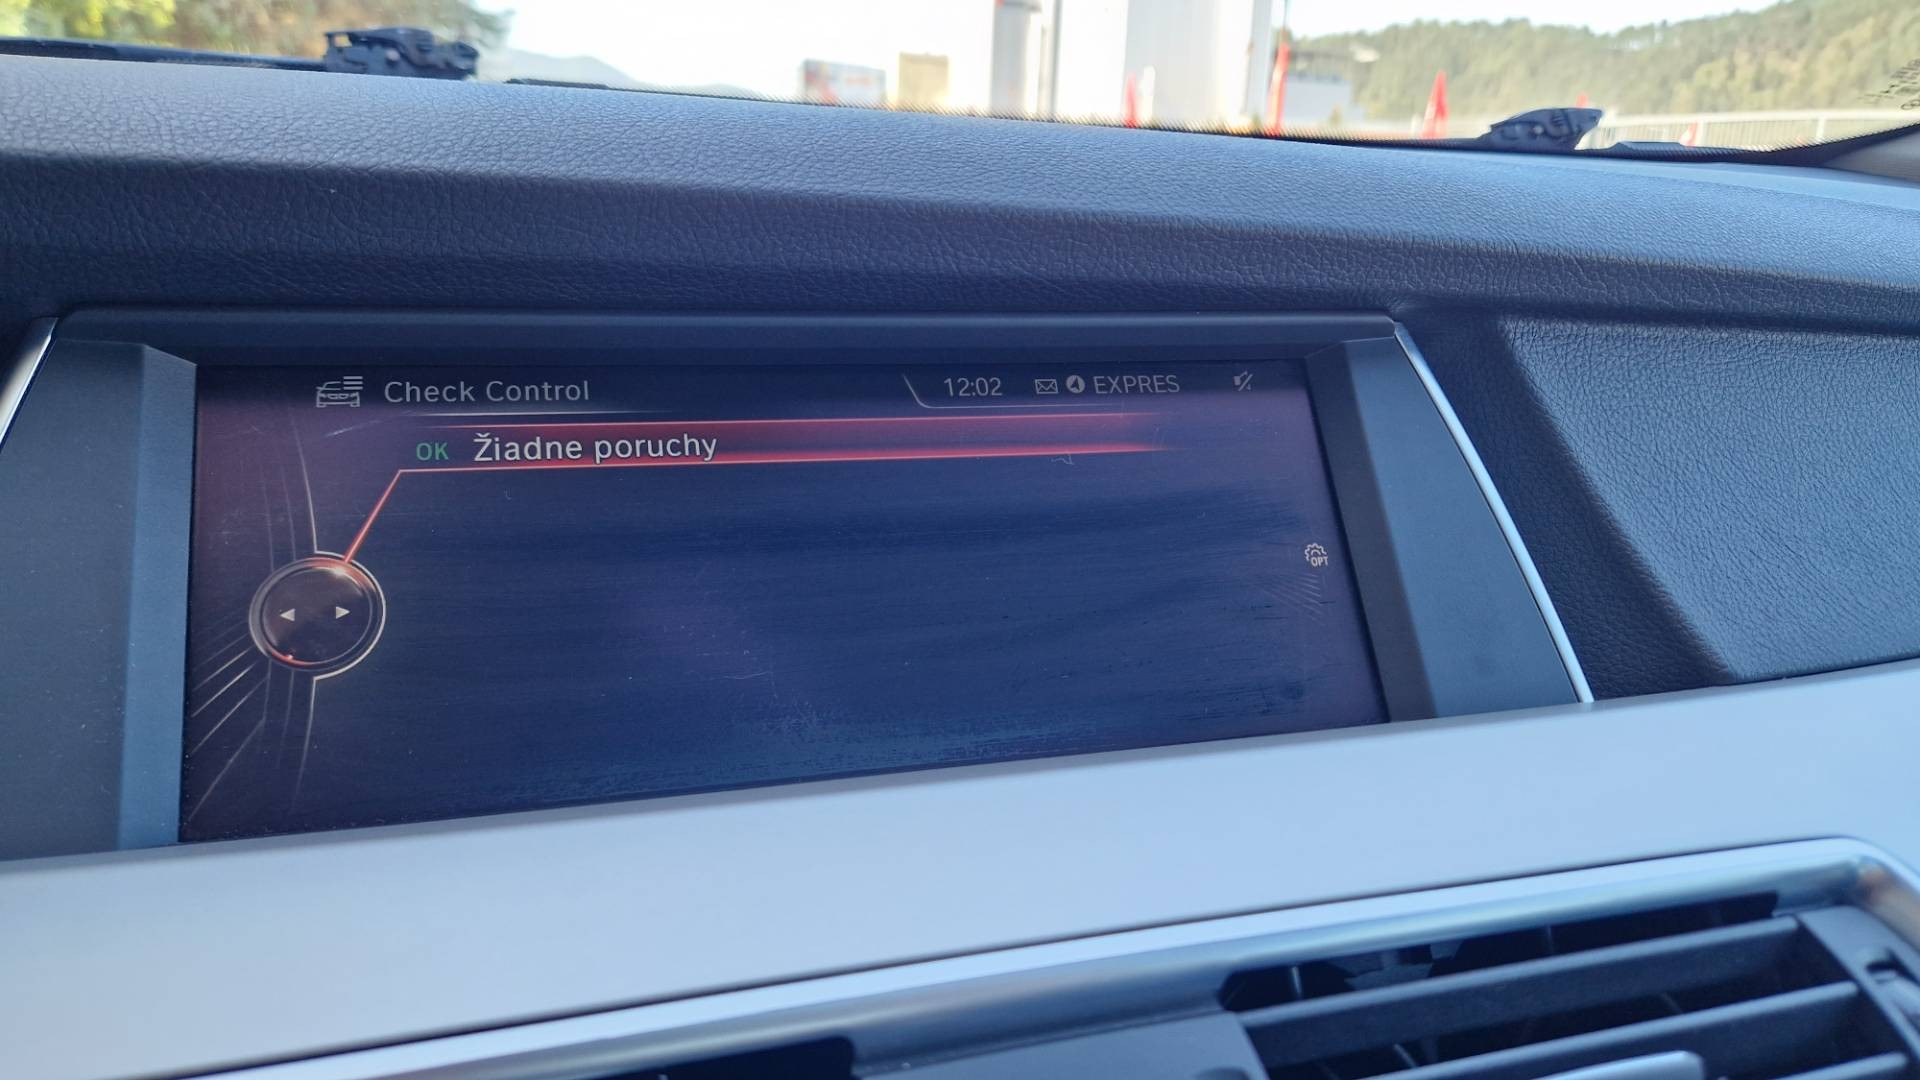 Check Control
12:02 EXPRES
OK Žiadne poruchy
OPT